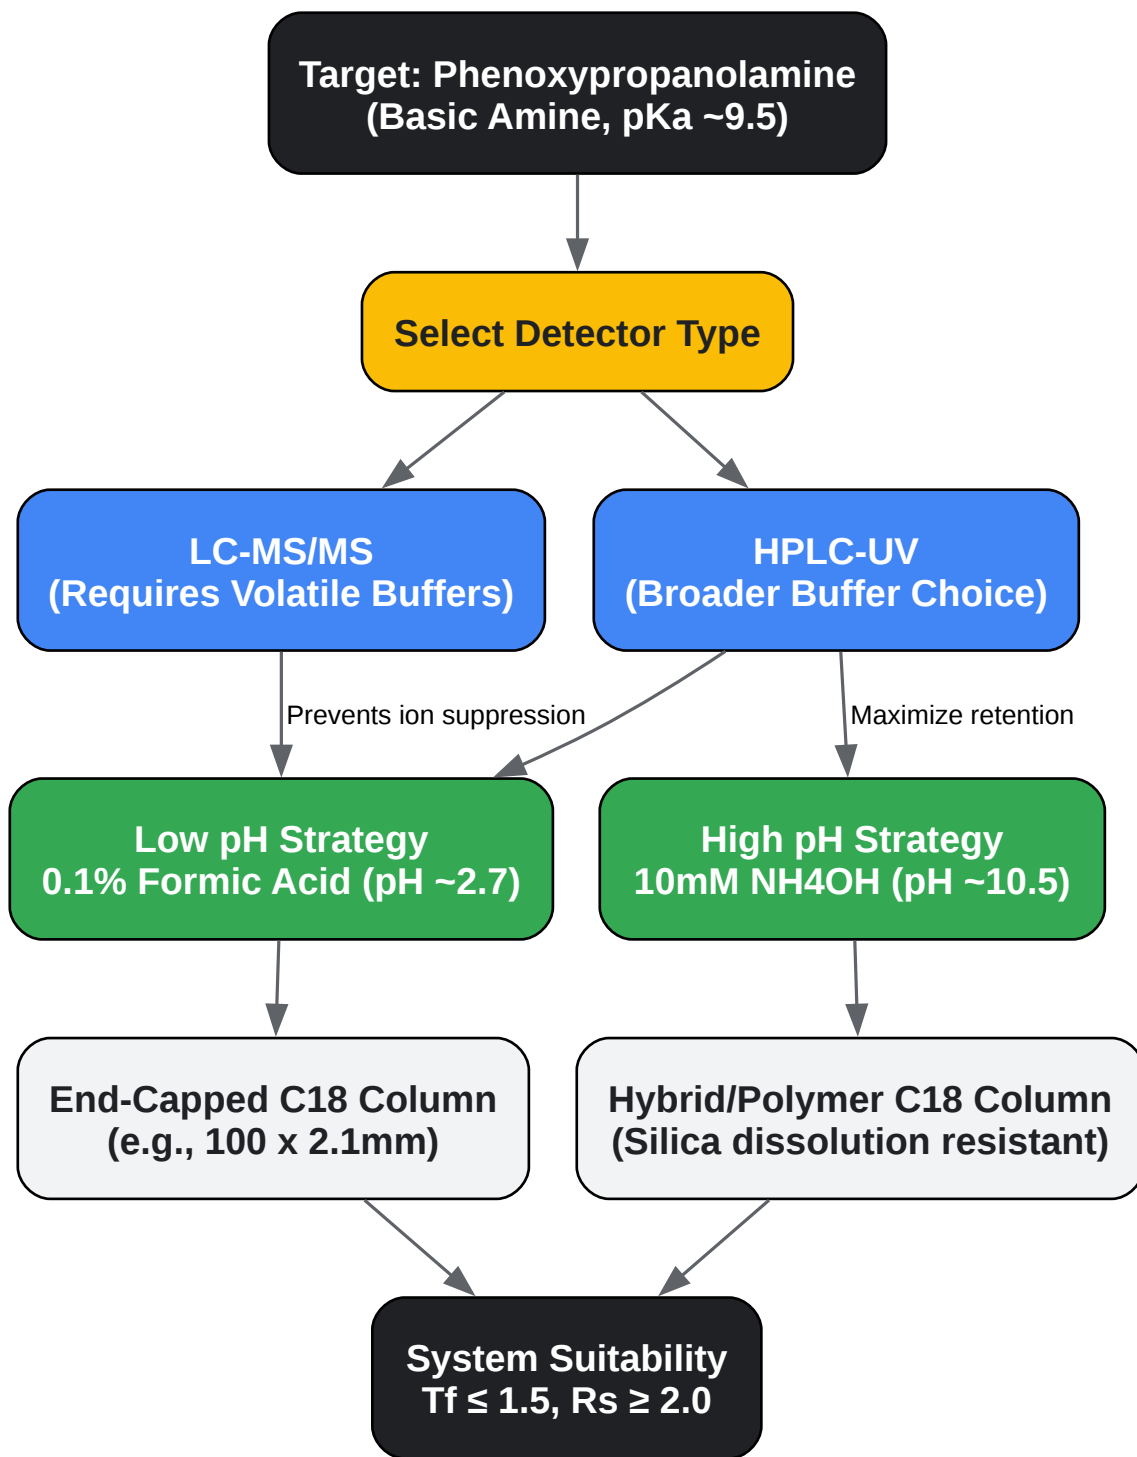 Target: Phenoxypropanolamine
(Basic Amine, pKa ~9.5)
Select Detector Type
LC-MS/MS
(Requires Volatile Buffers)
HPLC-UV
(Broader Buffer Choice)
Prevents ion suppression
Maximize retention
Low pH Strategy
0.1% Formic Acid (pH ~2.7)
High pH Strategy
10mM NH4OH (pH ~10.5)
End-Capped C18 Column
(e.g., 100 x 2.1mm)
Hybrid/Polymer C18 Column
(Silica dissolution resistant)
System Suitability
Tf ≤ 1.5, Rs ≥ 2.0